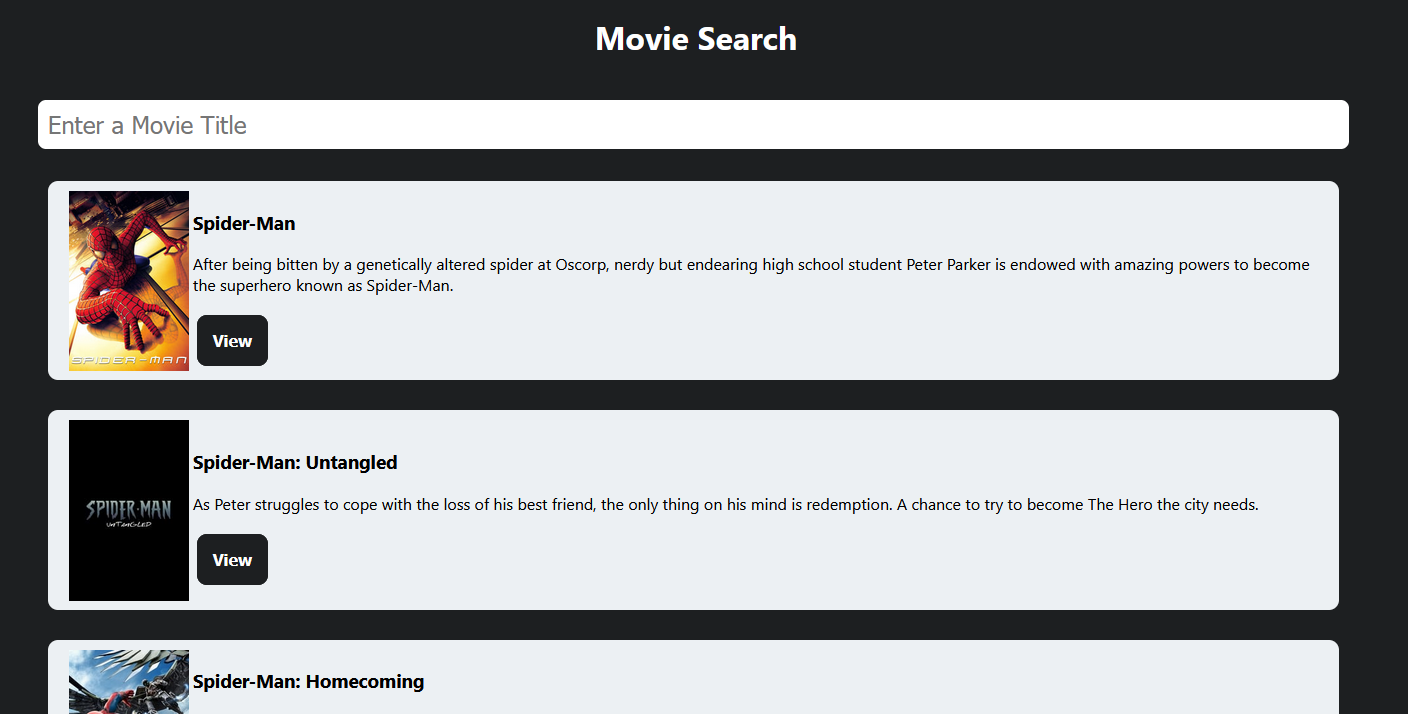 Movie Search
Enter a Movie Title
Spider-Man
After being bitten by a genetically altered spider at Oscorp, nerdy but endearing high school student Peter Parker is endowed with amazing powers to become
the superhero known as Spider-Man.
SPIDER-MAN
View
Spider-Man: Untangled
As Peter struggles to cope with the loss of his best friend, the only thing on his mind is redemption. A chance to try to become The Hero the city needs.
SPIDER-MAN
UNTANGLED
View
Spider-Man: Homecoming